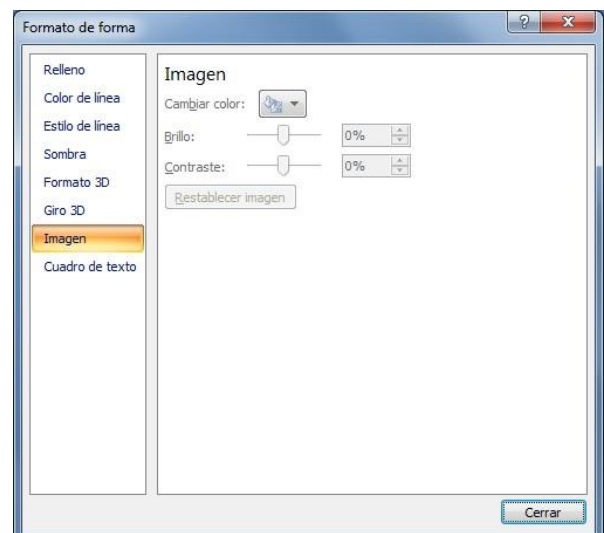 Formato de forma
Relleno
Color de línea
Estilo de línea
Sombra
Formato 3D
Giro 3D
Imagen
Cuadro de texto
Imagen
Cambiar color:
Brillo:
0%
Contraste:
0%
Restablecer imagen
Cerrar